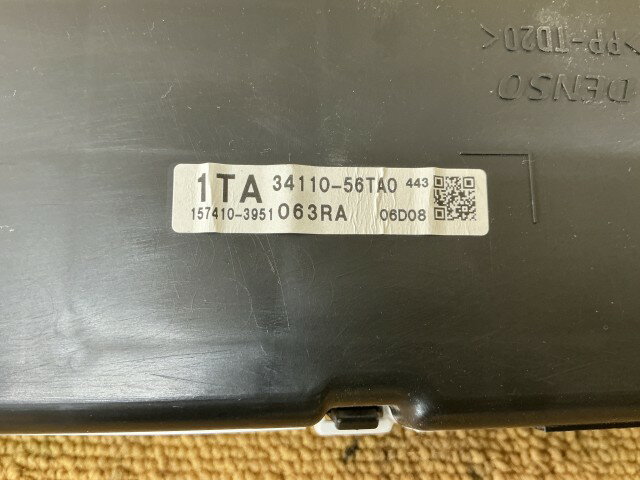 >PP-TD20<
DENSO
1TA 34110-56TA0 443
157410-3951 063RA 06D08